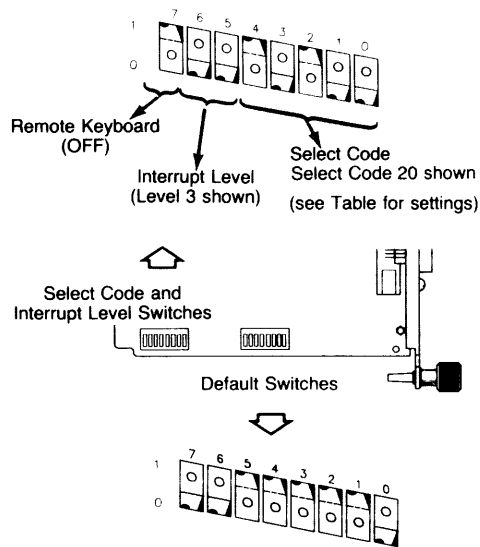 7 6 5 4 3 2 1 0
1
0
Remote Keyboard
(OFF)
Interrupt Level
(Level 3 shown)
Select Code
Select Code 20 shown
(see Table for settings)
Select Code and
Interrupt Level Switches
Default Switches
7 6 5 4 3 2 1 0
1
0